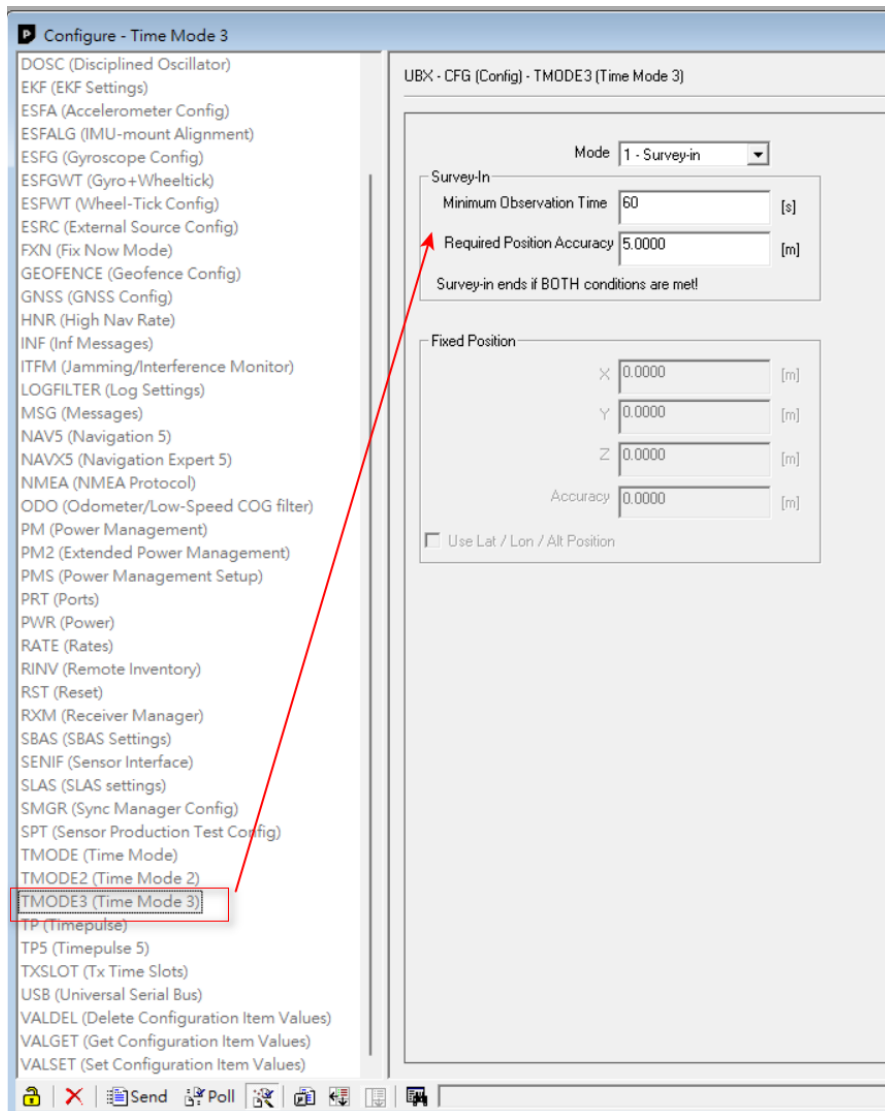 Configure - Time Mode 3
DOSC (Disciplined Oscillator)
EKF (EKF Settings)
ESFA (Accelerometer Config)
ESFALG (IMU-mount Alignment)
ESFG (Gyroscope Config)
ESFGWT (Gyro+Wheeltick)
ESFWT (Wheel-Tick Config)
ESRC (External Source Config)
FXN (Fix Now Mode)
GEOFENCE (Geofence Config)
GNSS (GNSS Config)
HNR (High Nav Rate)
INF (Inf Messages)
ITFM (Jamming/Interference Monitor)
LOGFILTER (Log Settings)
MSG (Messages)
NAV5 (Navigation 5)
NAVX5 (Navigation Expert 5)
NMEA (NMEA Protocol)
ODO (Odometer/Low-Speed COG filter)
PM (Power Management)
PM2 (Extended Power Management)
PMS (Power Management Setup)
PRT (Ports)
PWR (Power)
RATE (Rates)
RINV (Remote Inventory)
RST (Reset)
RXM (Receiver Manager)
SBAS (SBAS Settings)
SENIF (Sensor Interface)
SLAS (SLAS settings)
SMGR (Sync Manager Config)
SPT (Sensor Production Test Config)
TMODE (Time Mode)
TMODE2 (Time Mode 2)
TMODE3 (Time Mode 3)
TP (Timepulse)
TP5 (Timepulse 5)
TXSLOT (Tx Time Slots)
USB (Universal Serial Bus)
VALDEL (Delete Configuration Item Values)
VALGET (Get Configuration Item Values)
VALSET (Set Configuration Item Values)
UBX - CFG (Config) - TMODE3 (Time Mode 3)
Mode 1 - Survey-in
Survey-In
Minimum Observation Time 60 [s]
Required Position Accuracy 5.0000 [m]
Survey-in ends if BOTH conditions are met!
Fixed Position
X 0.0000 [m]
Y 0.0000 [m]
Z 0.0000 [m]
Accuracy 0.0000 [m]
Use Lat / Lon / Alt Position
Send Poll